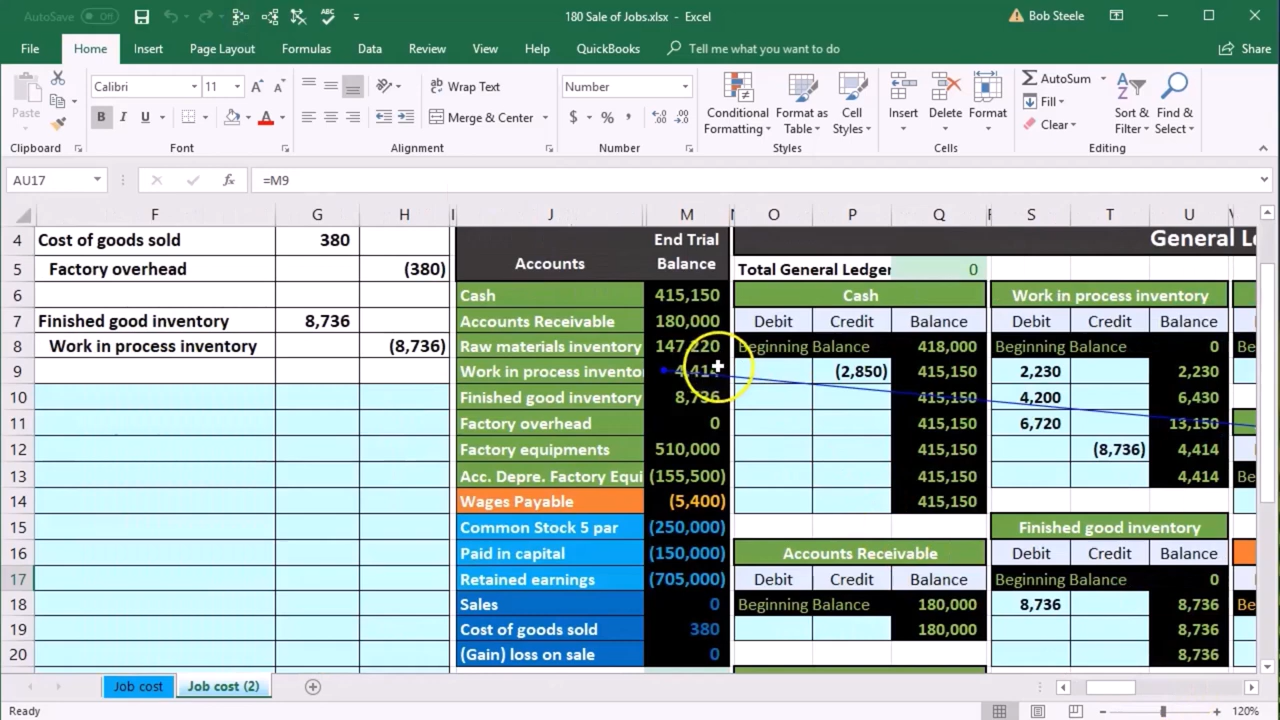 AutoSave Off 180 Sale of Jobs.xlsx - Excel Bob Steele
File Home Insert Page Layout Formulas Data Review View Help QuickBooks Tell me what you want to do Share
Paste Calibri 11 Wrap Text Number Conditional Formatting Format as Table Cell Styles Insert Delete Format AutoSum Sort & Filter Find & Select
B I U Merge & Center $ % Fill
Clear
Clipboard Font Alignment Number Styles Cells Editing
AU17 fx =M9
F G H I J M O P Q S T U
4 Cost of goods sold 380 End Trial General
5 Factory overhead (380) Accounts Balance Total General Ledger 0
6 Cash 415,150 Cash Work in process inventory
7 Finished good inventory 8,736 Accounts Receivable 180,000 Debit Credit Balance Debit Credit Balance
8 Work in process inventory (8,736) Raw materials inventory 147,220 Beginning Balance 418,000 Beginning Balance 0
9 Work in process invento 4,414 (2,850) 415,150 2,230 2,230
10 Finished good inventory 8,736 415,150 4,200 6,430
11 Factory overhead 0 415,150 6,720 13,150
12 Factory equipments 510,000 415,150 (8,736) 4,414
13 Acc. Depre. Factory Equi (155,500) 415,150 4,414
14 Wages Payable (5,400) 415,150
15 Common Stock 5 par (250,000) Finished good inventory
16 Paid in capital (150,000) Accounts Receivable Debit Credit Balance
17 Retained earnings (705,000) Debit Credit Balance Beginning Balance 0
18 Sales 0 Beginning Balance 180,000 8,736 8,736 Be
19 Cost of goods sold 380 180,000 8,736
20 (Gain) loss on sale 0 8,736
Job cost Job cost (2)
Ready 120%